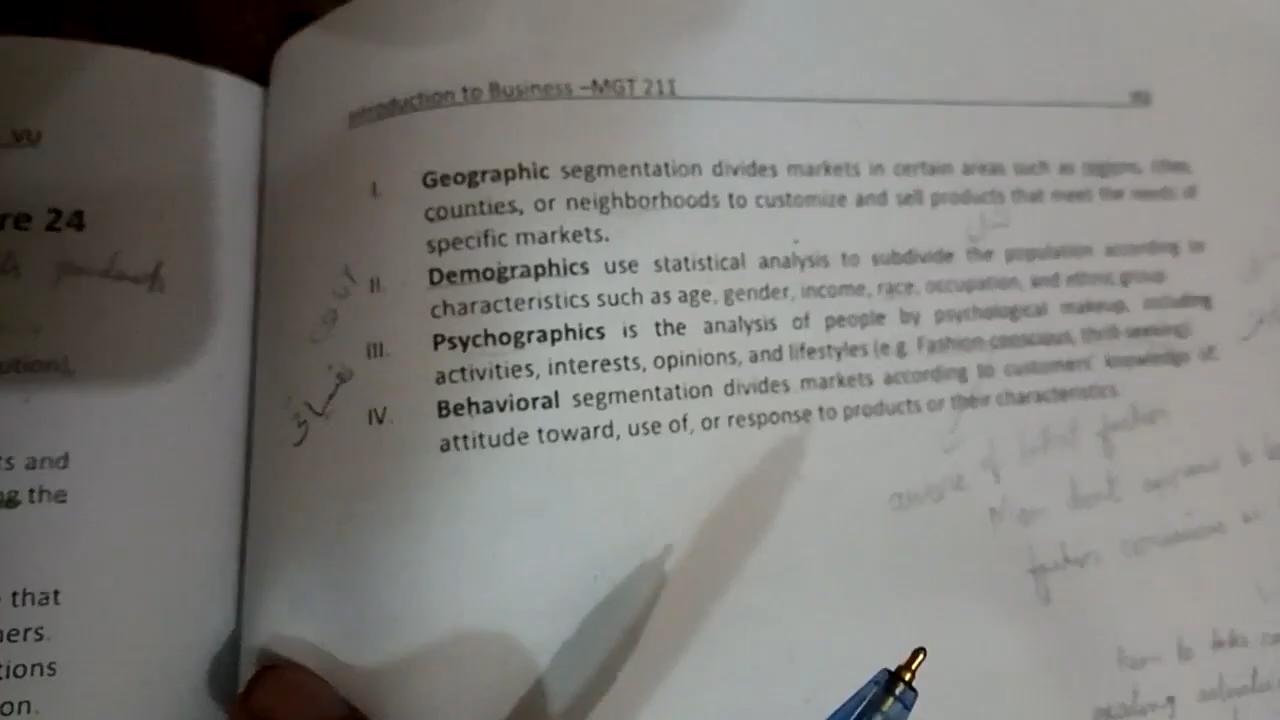 VU
re 24
ution),
s and
g the
that
ners.
tions
on.
Introduction to Business –MGT 211
VU
I. Geographic segmentation divides markets in certain areas such as regions, cities,
counties, or neighborhoods to customize and sell products that meet the needs of
specific markets.
II. Demographics use statistical analysis to subdivide the population according to
characteristics such as age, gender, income, race, occupation, and ethnic group.
III. Psychographics is the analysis of people by psychological makeup, including
activities, interests, opinions, and lifestyles (e.g. Fashion-conscious, thrill-seeking).
IV. Behavioral segmentation divides markets according to customers' knowledge of,
attitude toward, use of, or response to products or their characteristics.